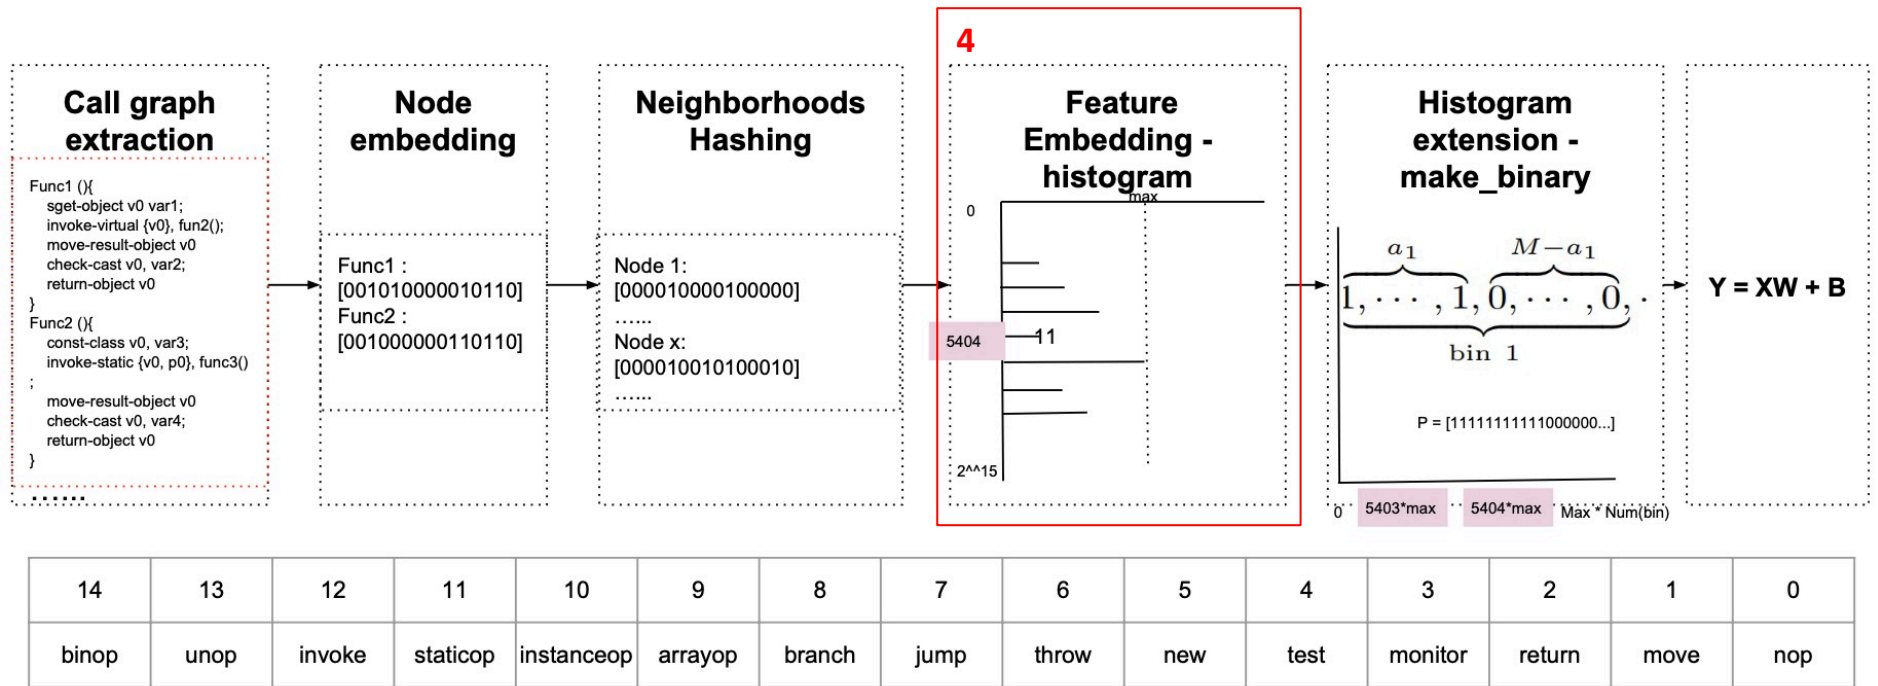 4
Call graph
extraction
Func1 (){
sget-object v0 var1;
invoke-virtual {v0}, fun2();
move-result-object v0
check-cast v0, var2;
return-object v0
}
Func2 (){
const-class v0, var3;
invoke-static {v0, p0}, func3()
;
move-result-object v0
check-cast v0, var4;
return-object v0
}
......
Node
embedding
Func1 :
[001010000010110]
Func2 :
[001000000110110]
Neighborhoods
Hashing
Node 1:
[000010000100000]
......
Node x:
[000010010100010]
......
Feature
Embedding -
histogram
max
0
5404
11
2^^15
Histogram
extension -
make_binary
a₁ M−a₁
1, ··· , 1, 0, ··· , 0, ·
bin 1
P = [11111111111000000...]
0 5403*max 5404*max Max * Num(bin)
Y = XW + B
14 13 12 11 10 9 8 7 6 5 4 3 2 1 0
binop unop invoke staticop instanceop arrayop branch jump throw new test monitor return move nop